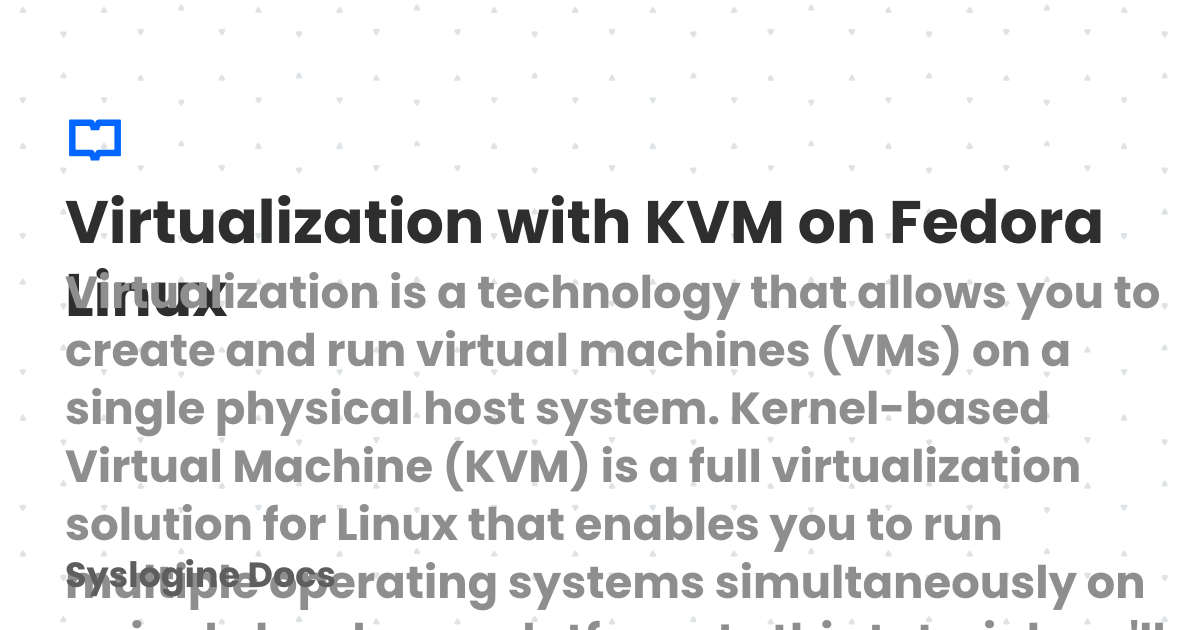 Virtualization with KVM on Fedora
Linux
Virtualization is a technology that allows you to
create and run virtual machines (VMs) on a
single physical host system. Kernel-based
Virtual Machine (KVM) is a full virtualization
solution for Linux that enables you to run
Syslogine Docs
multiple operating systems simultaneously on